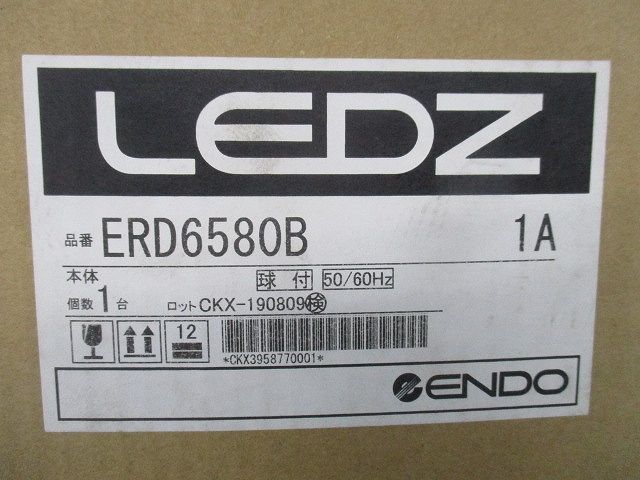 LEDZ
品番 ERD6580B 1A
本体 球付 50/60Hz
個数 1台 ロット CKX-190809 検
12
*CKX3958770001*
ENDO